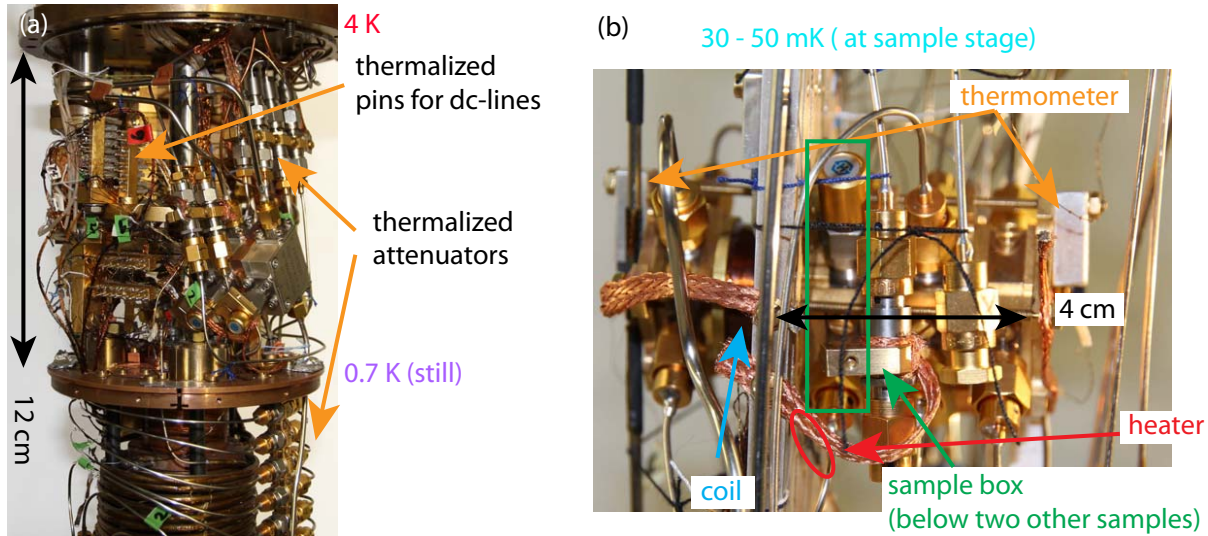 (a)
4 K
thermalized
pins for dc-lines
thermalized
attenuators
0.7 K (still)
12 cm
(b)
30 - 50 mK ( at sample stage)
thermometer
4 cm
heater
coil
sample box
(below two other samples)